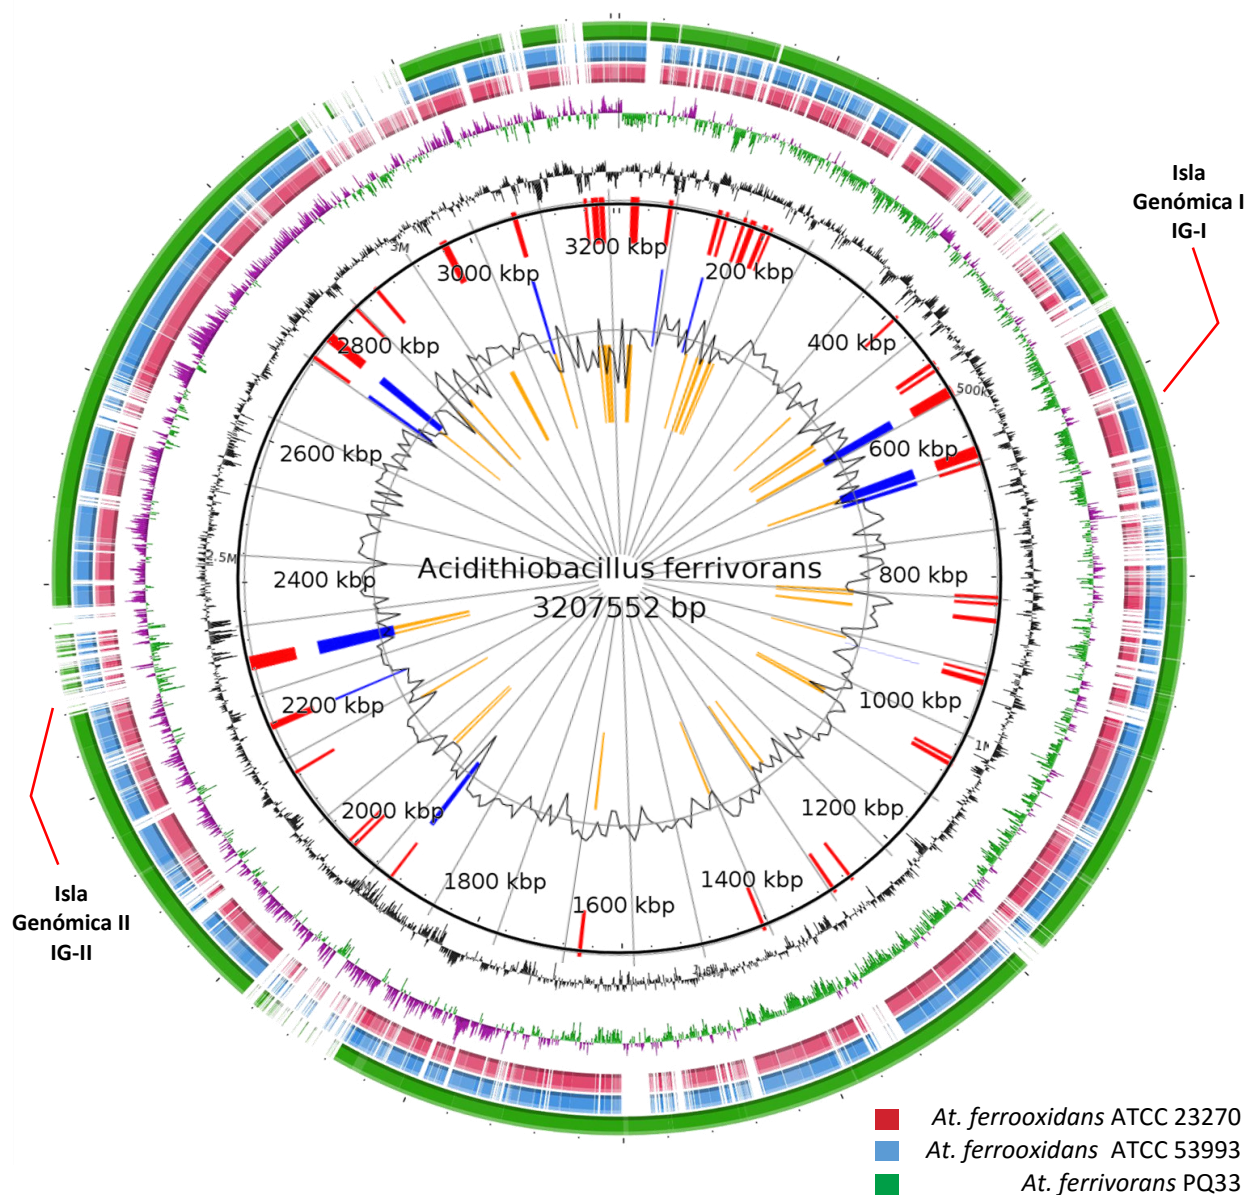 Isla
Genómica I
IG-I
3200 kbp
200 kbp
400 kbp
600 kbp
800 kbp
1000 kbp
1200 kbp
1400 kbp
1600 kbp
1800 kbp
2000 kbp
2200 kbp
2400 kbp
2600 kbp
2800 kbp
3000 kbp
3M
500k
2.5M
Acidithiobacillus ferrivorans
3207552 bp
Isla
Genómica II
IG-II
At. ferrooxidans ATCC 23270
At. ferrooxidans ATCC 53993
At. ferrivorans PQ33